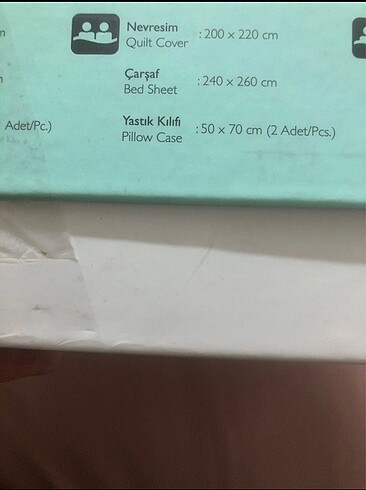 Nevresim
Quilt Cover : 200 x 220 cm
Çarşaf
Bed Sheet : 240 x 260 cm
Adet/Pc.)
Yastık Kılıfı
Pillow Case : 50 x 70 cm (2 Adet/Pcs.)